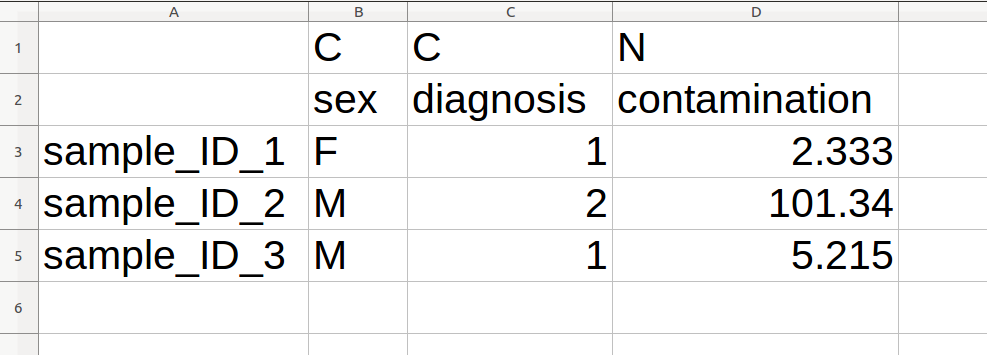 A B C D
1 C C N
2 sex diagnosis contamination
3 sample_ID_1 F 1 2.333
4 sample_ID_2 M 2 101.34
5 sample_ID_3 M 1 5.215
6